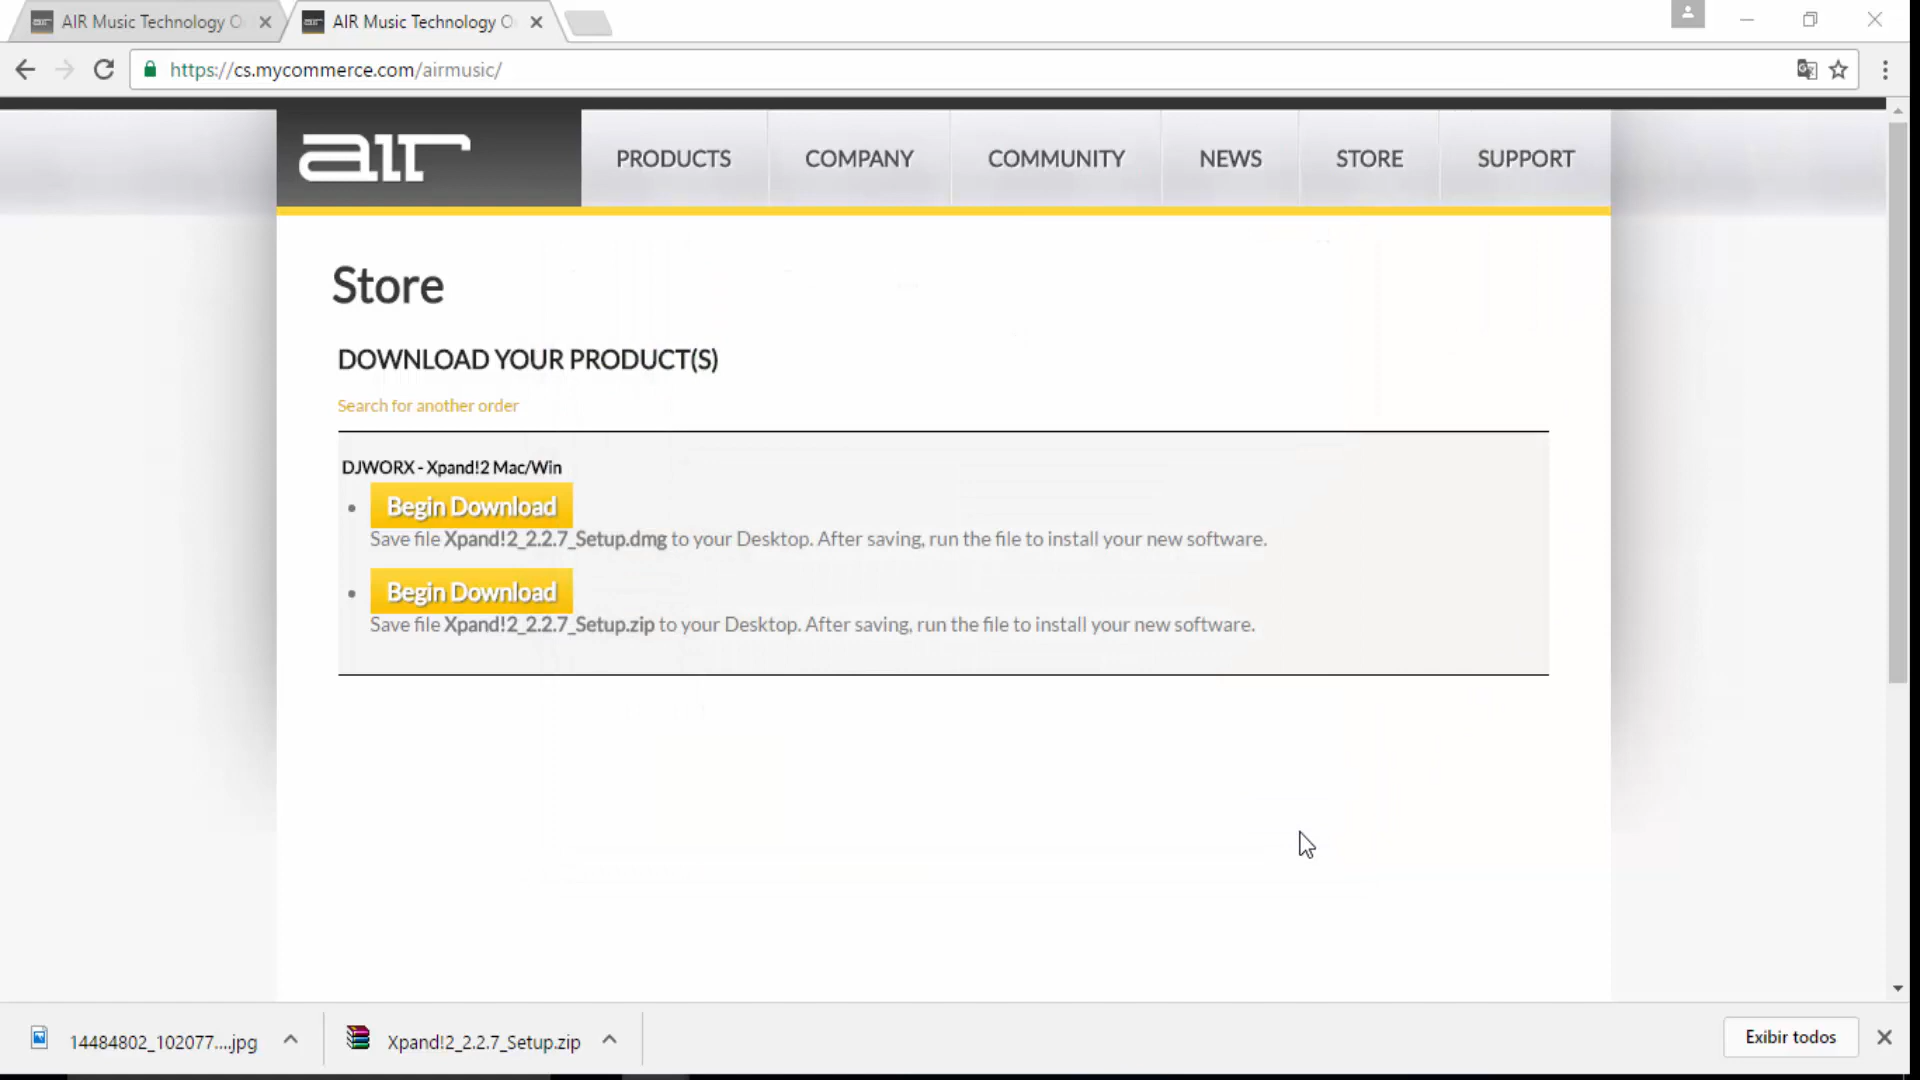 AIR Music Technology O
AIR Music Technology O
https://cs.mycommerce.com/airmusic/
air
PRODUCTS
COMPANY
COMMUNITY
NEWS
STORE
SUPPORT
Store
DOWNLOAD YOUR PRODUCT(S)
Search for another order
DJWORX - Xpand!2 Mac/Win
Begin Download
Save file Xpand!2_2.2.7_Setup.dmg to your Desktop. After saving, run the file to install your new software.
Begin Download
Save file Xpand!2_2.2.7_Setup.zip to your Desktop. After saving, run the file to install your new software.
14484802_102077....jpg
Xpand!2_2.2.7_Setup.zip
Exibir todos